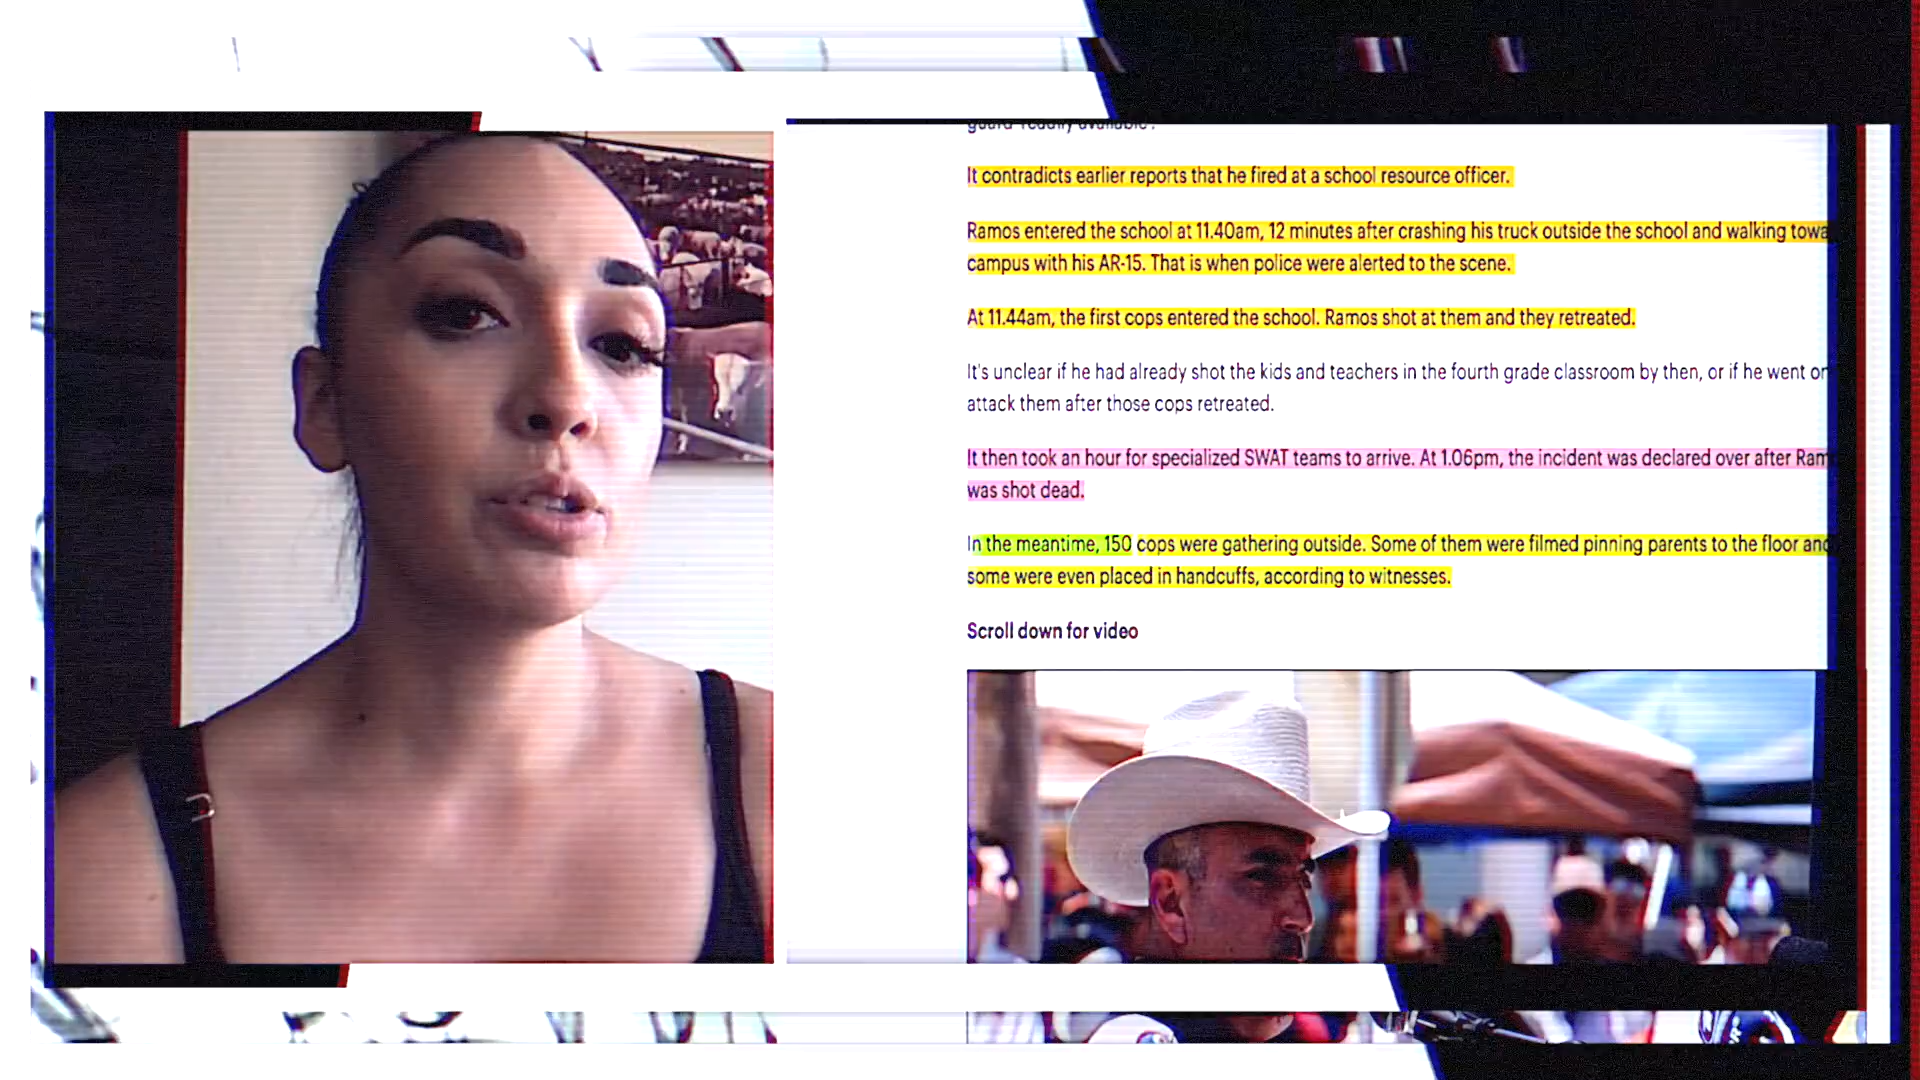 guard 'readily available'.
It contradicts earlier reports that he fired at a school resource officer.
Ramos entered the school at 11.40am, 12 minutes after crashing his truck outside the school and walking towa
campus with his AR-15. That is when police were alerted to the scene.
At 11.44am, the first cops entered the school. Ramos shot at them and they retreated.
It's unclear if he had already shot the kids and teachers in the fourth grade classroom by then, or if he went on
attack them after those cops retreated.
It then took an hour for specialized SWAT teams to arrive. At 1.06pm, the incident was declared over after Ram
was shot dead.
In the meantime, 150 cops were gathering outside. Some of them were filmed pinning parents to the floor and
some were even placed in handcuffs, according to witnesses.
Scroll down for video